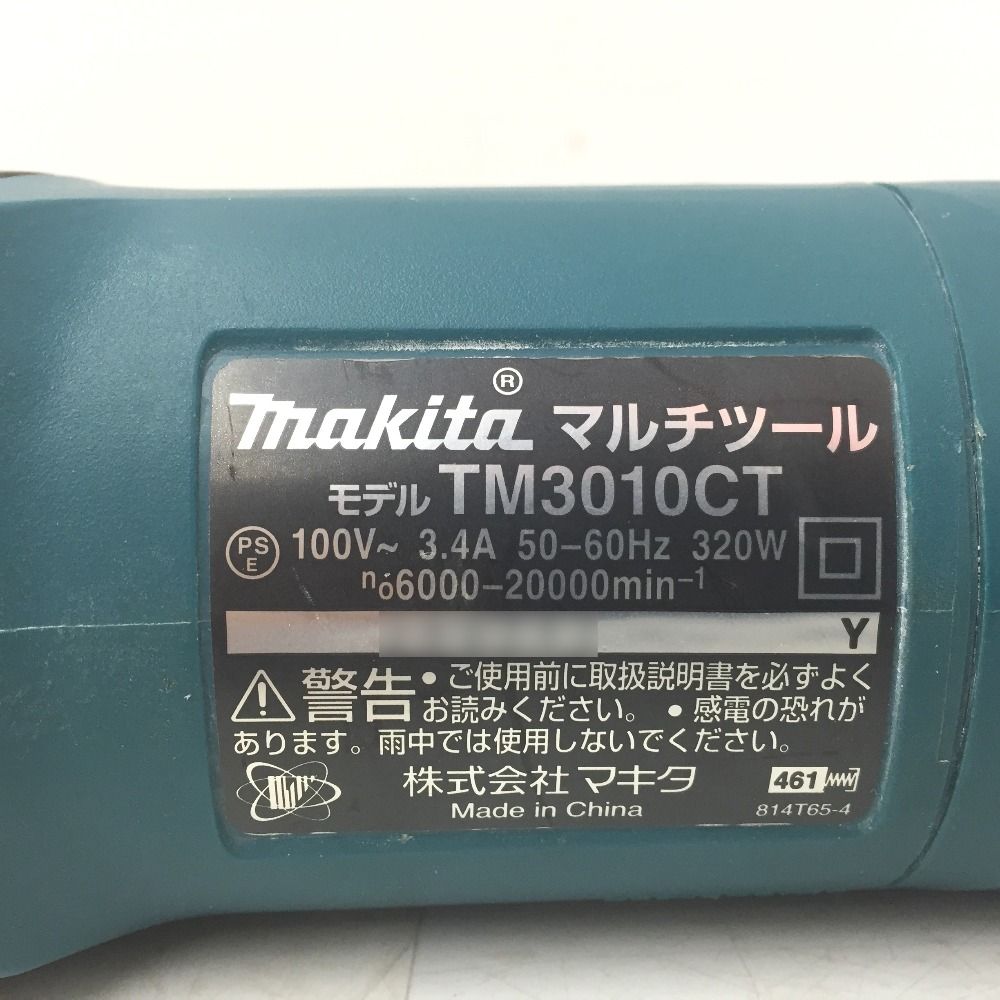 makita® マルチツール
モデル TM3010CT
PSE 100V~ 3.4A 50-60Hz 320W
n₀6000-20000min⁻¹
Y
警告 • ご使用前に取扱説明書を必ずよく
お読みください。 • 感電の恐れが
あります。雨中では使用しないでください。
株式会社 マキタ 461
Made in China 814T65-4